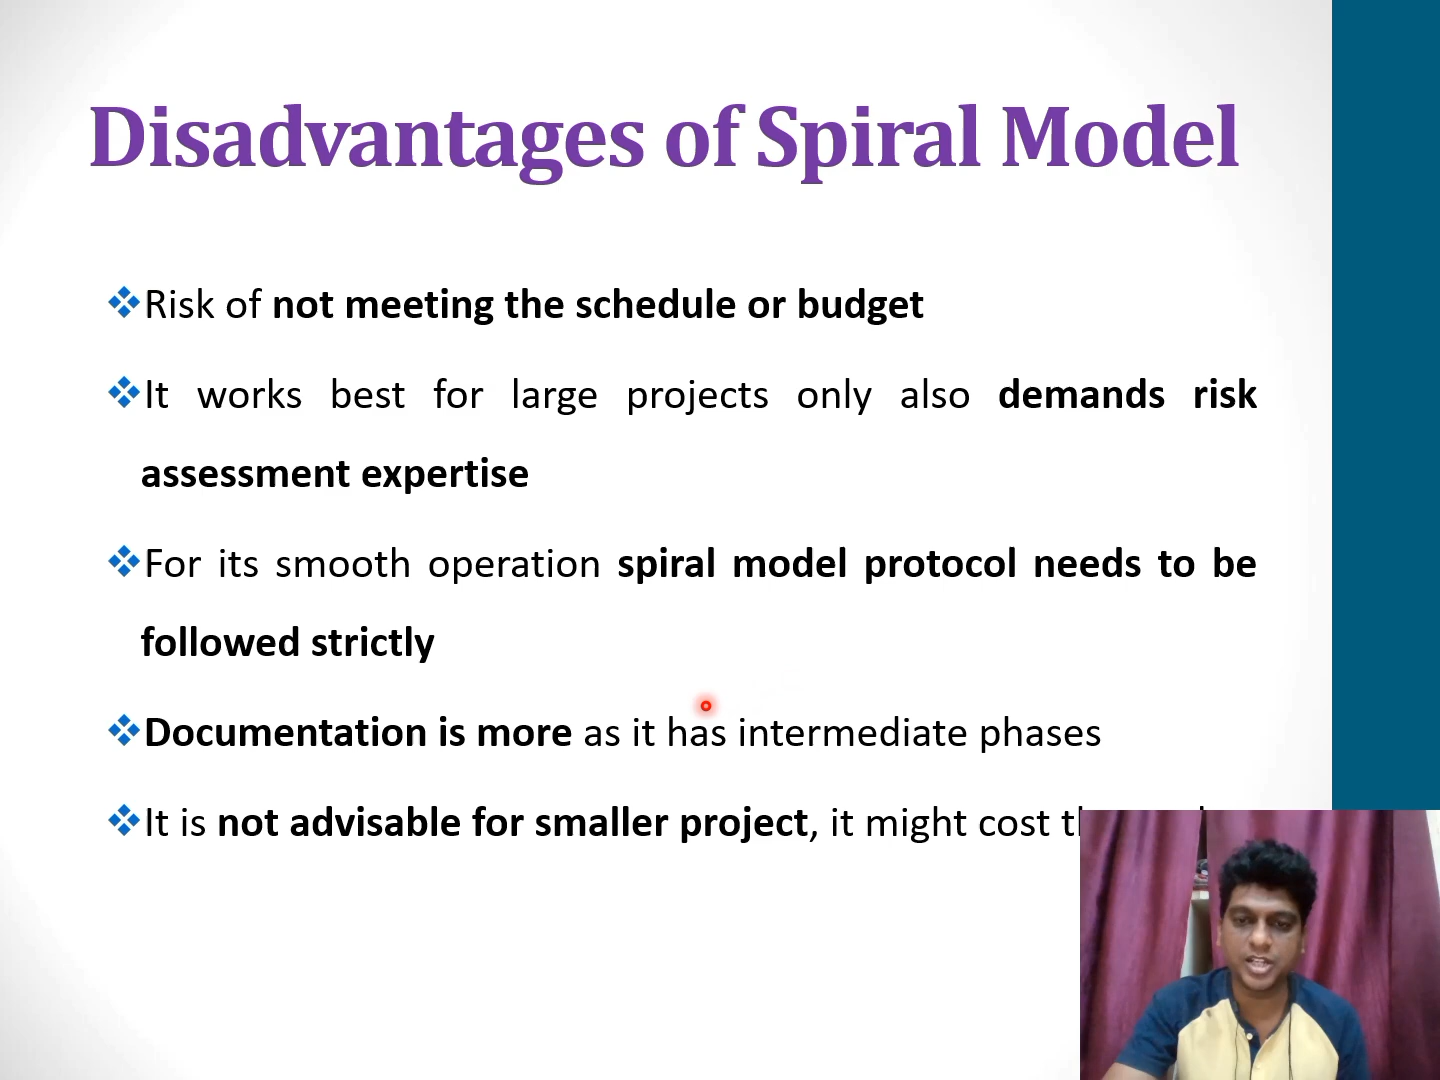 Disadvantages of Spiral Model
❖Risk of not meeting the schedule or budget
❖It works best for large projects only also demands risk
assessment expertise
❖For its smooth operation spiral model protocol needs to be
followed strictly
❖Documentation is more as it has intermediate phases
❖It is not advisable for smaller project, it might cost